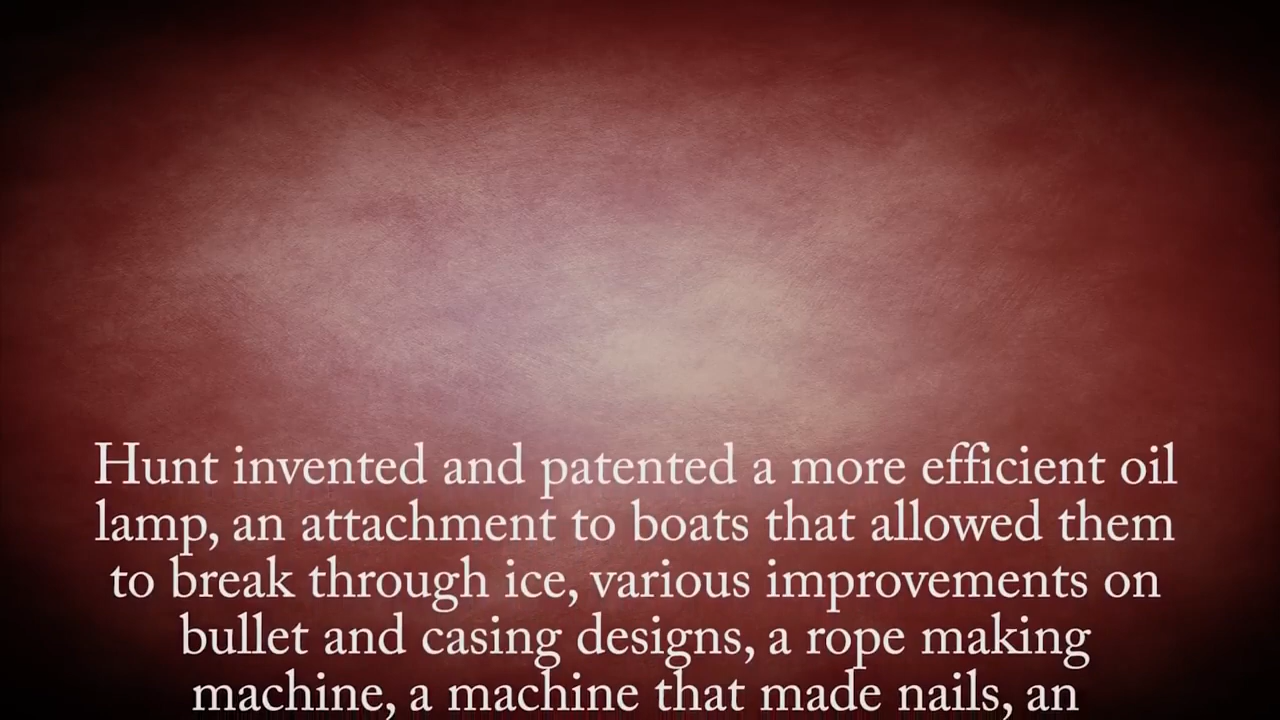 Hunt invented and patented a more efficient oil
lamp, an attachment to boats that allowed them
to break through ice, various improvements on
bullet and casing designs, a rope making
machine, a machine that made nails, an